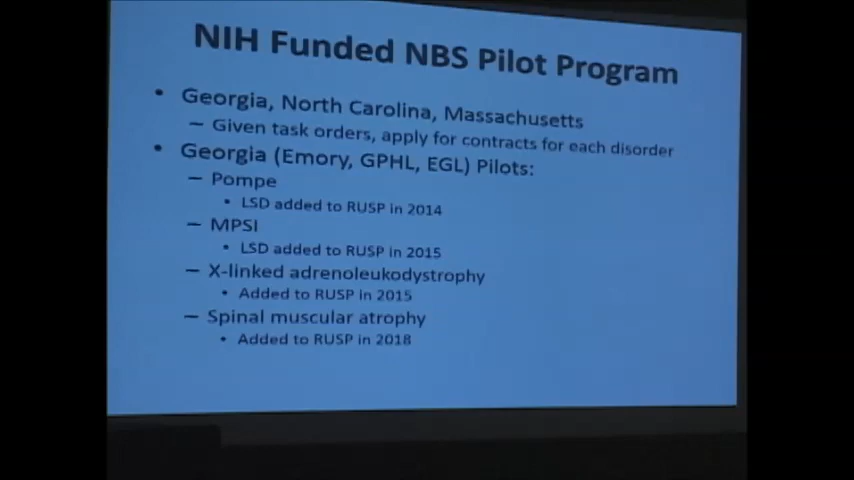 NIH Funded NBS Pilot Program
• Georgia, North Carolina, Massachusetts
– Given task orders, apply for contracts for each disorder
• Georgia (Emory, GPHL, EGL) Pilots:
– Pompe
• LSD added to RUSP in 2014
– MPSI
• LSD added to RUSP in 2015
– X-linked adrenoleukodystrophy
• Added to RUSP in 2015
– Spinal muscular atrophy
• Added to RUSP in 2018